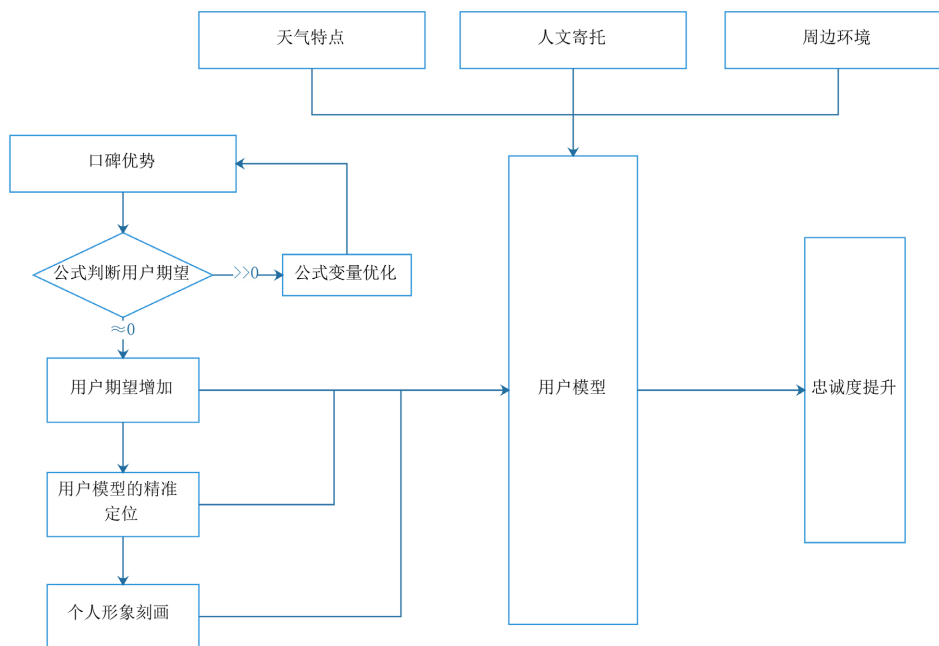 天气特点
人文寄托
周边环境
口碑优势
公式判断用户期望
>>0
公式变量优化
≈0
用户期望增加
用户模型
忠诚度提升
用户模型的精准
定位
个人形象刻画